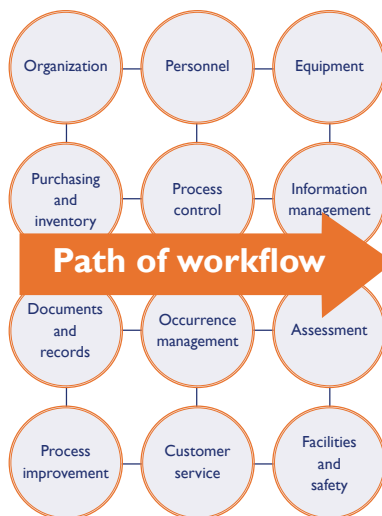 Organization
Personnel
Equipment
Purchasing
and
inventory
Process
control
Information
management
Path of workflow
Documents
and
records
Occurrence
management
Assessment
Process
improvement
Customer
service
Facilities
and
safety